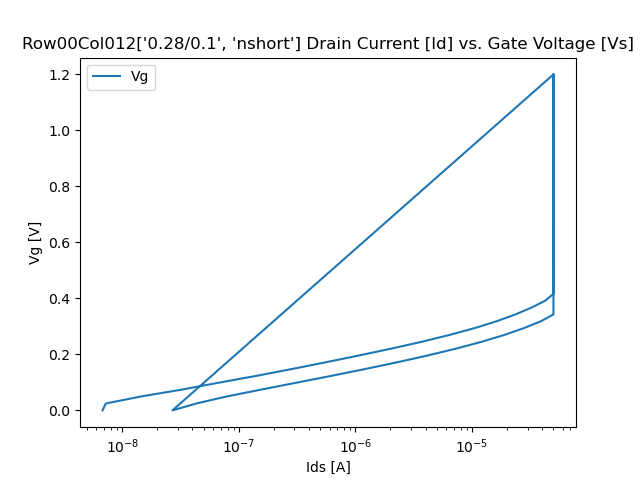 Row00Col012['0.28/0.1', 'nshort'] Drain Current [Id] vs. Gate Voltage [Vs]
Vg
1.2
1.0
0.8
0.6
0.4
0.2
0.0
Vg [V]
10⁻⁸ 10⁻⁷ 10⁻⁶ 10⁻⁵
Ids [A]